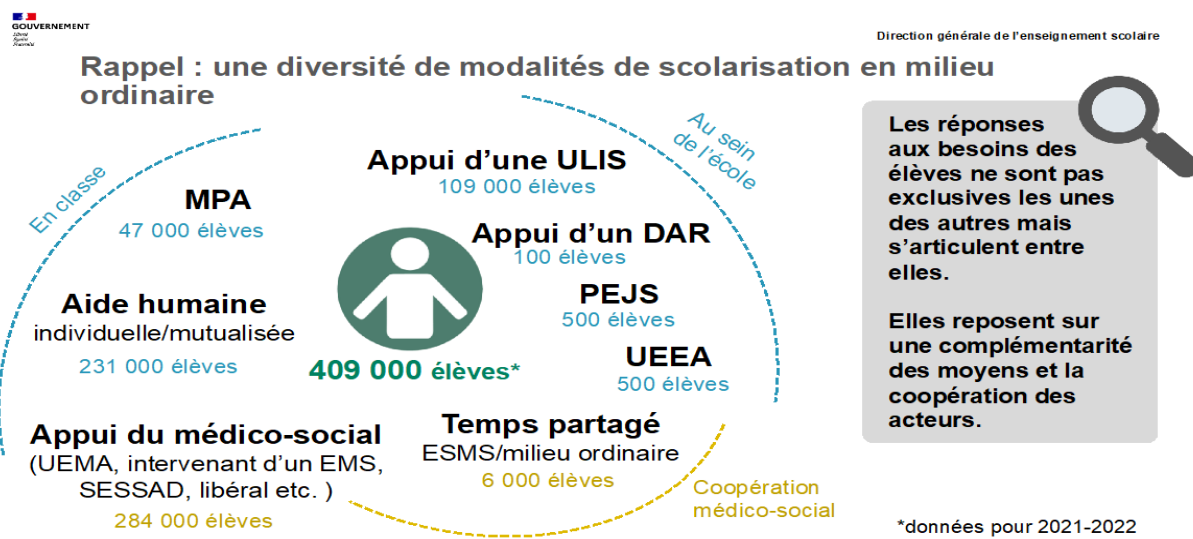 GOUVERNEMENT
Liberté
Égalité
Fraternité
Direction générale de l'enseignement scolaire
Rappel : une diversité de modalités de scolarisation en milieu
ordinaire
En classe
Au sein
de l'école
Appui d'une ULIS
109 000 élèves
MPA
47 000 élèves
Appui d'un DAR
100 élèves
Aide humaine
individuelle/mutualisée
231 000 élèves
PEJS
500 élèves
UEEA
500 élèves
409 000 élèves*
Appui du médico-social
(UEMA, intervenant d'un EMS,
SESSAD, libéral etc. )
284 000 élèves
Temps partagé
ESMS/milieu ordinaire
6 000 élèves
Coopération
médico-social
Les réponses
aux besoins des
élèves ne sont pas
exclusives les unes
des autres mais
s'articulent entre
elles.
Elles reposent sur
une complémentarité
des moyens et la
coopération des
acteurs.
*données pour 2021-2022